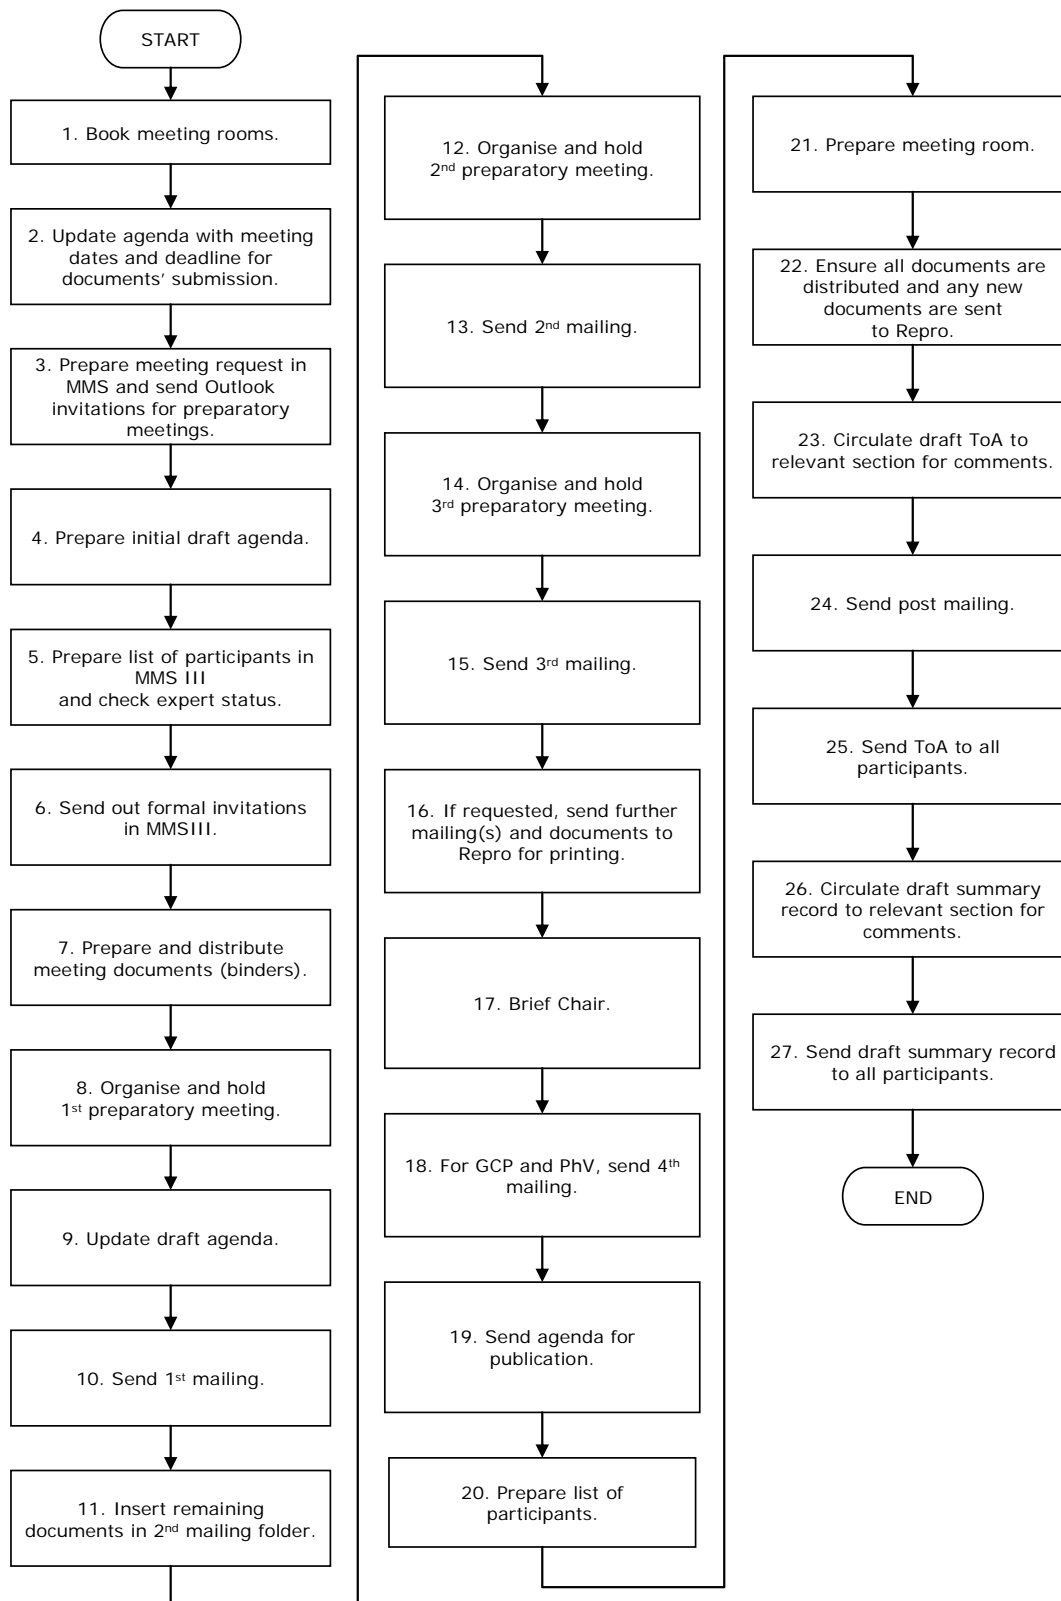 START
1. Book meeting rooms.
2. Update agenda with meeting
dates and deadline for
documents’ submission.
3. Prepare meeting request in
MMS and send Outlook
invitations for preparatory
meetings.
4. Prepare initial draft agenda.
5. Prepare list of participants in
MMS III
and check expert status.
6. Send out formal invitations
in MMSIII.
7. Prepare and distribute
meeting documents (binders).
8. Organise and hold
1st preparatory meeting.
9. Update draft agenda.
10. Send 1st mailing.
11. Insert remaining
documents in 2nd mailing folder.
12. Organise and hold
2nd preparatory meeting.
13. Send 2nd mailing.
14. Organise and hold
3rd preparatory meeting.
15. Send 3rd mailing.
16. If requested, send further
mailing(s) and documents to
Repro for printing.
17. Brief Chair.
18. For GCP and PhV, send 4th
mailing.
19. Send agenda for
publication.
20. Prepare list of
participants.
21. Prepare meeting room.
22. Ensure all documents are
distributed and any new
documents are sent
to Repro.
23. Circulate draft ToA to
relevant section for comments.
24. Send post mailing.
25. Send ToA to all
participants.
26. Circulate draft summary
record to relevant section for
comments.
27. Send draft summary record
to all participants.
END